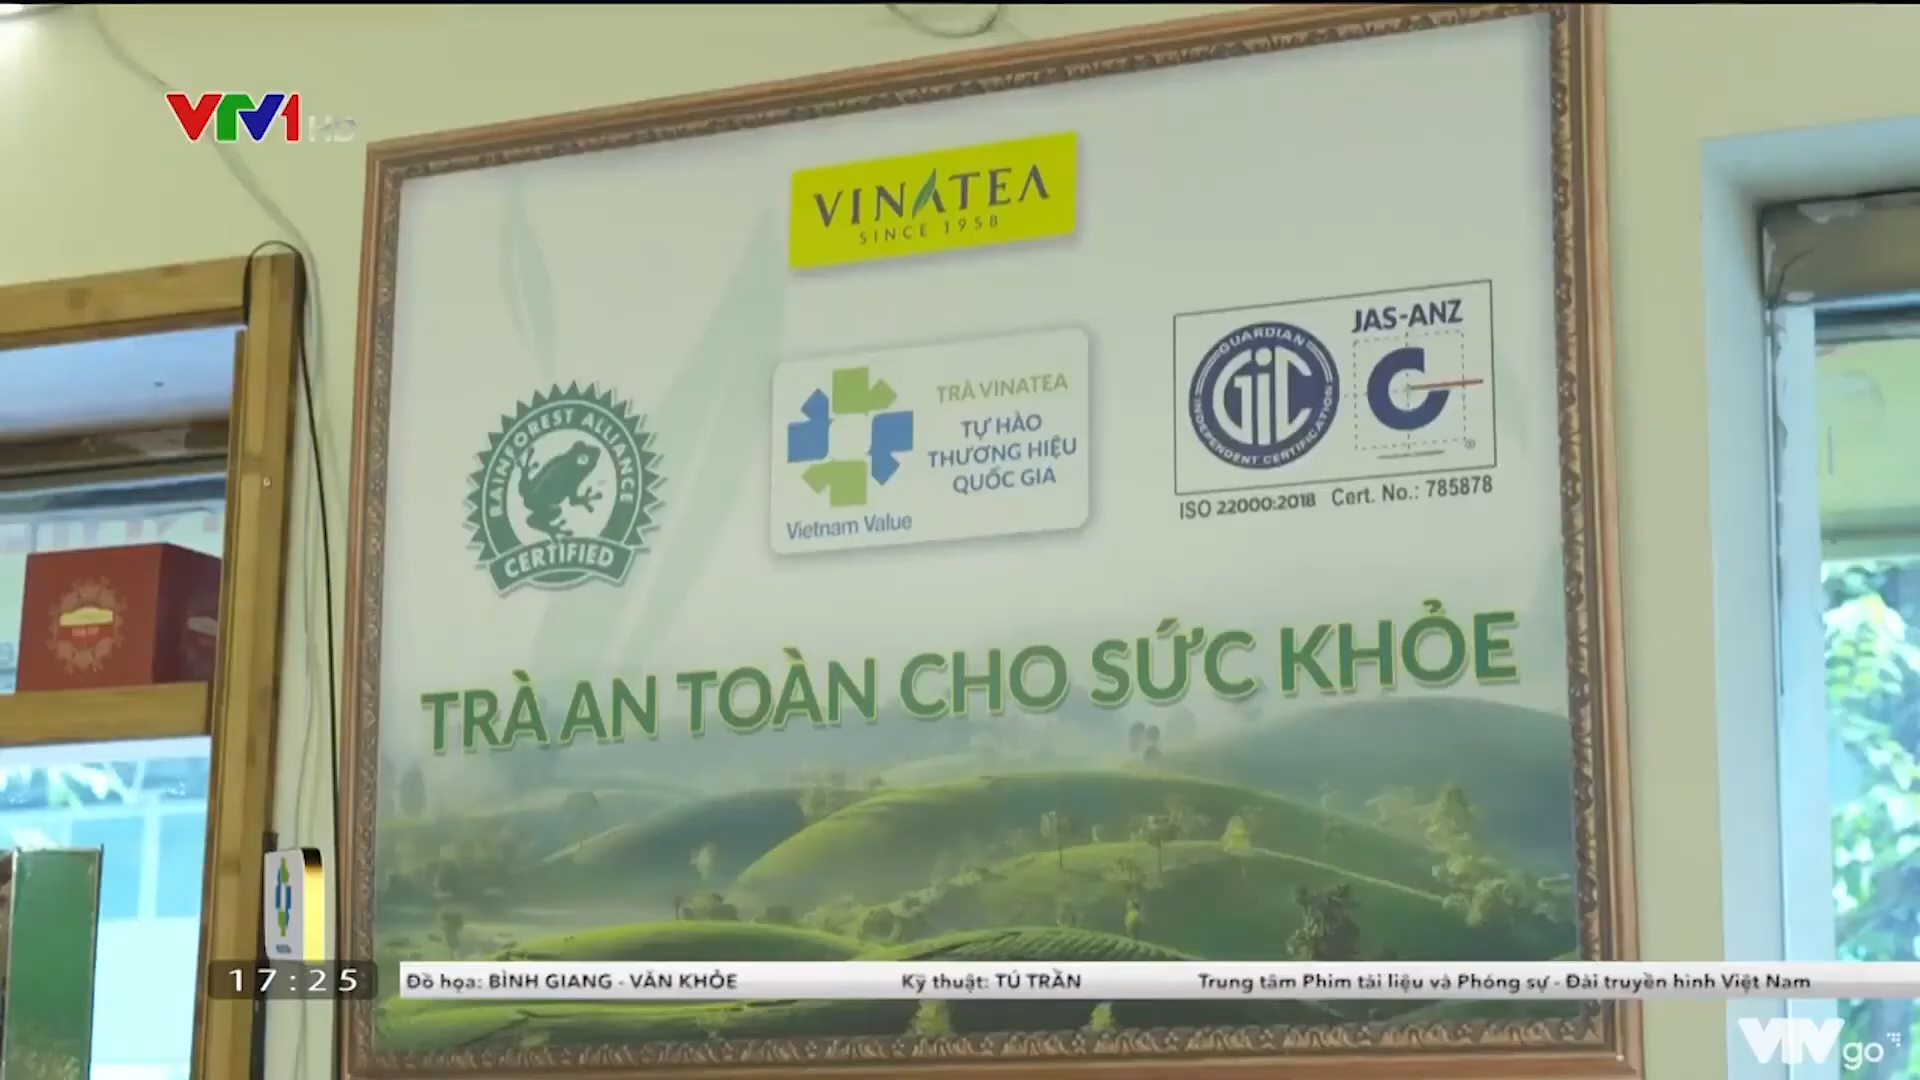 VTV1 HD
VINATEA
SINCE 1958
RAINFOREST ALLIANCE
CERTIFIED
TRÀ VINATEA
TỰ HÀO
THƯƠNG HIỆU
QUỐC GIA
Vietnam Value
GUARDIAN
GIC
INDEPENDENT CERTIFICATION
JAS-ANZ
ISO 22000:2018 Cert. No.: 785878
TRÀ AN TOÀN CHO SỨC KHỎE
17:25
Đồ họa: BÌNH GIANG - VĂN KHỎE
Kỹ thuật: TÚ TRẦN
Trung tâm Phim tài liệu và Phóng sự - Đài truyền hình Việt Nam
VTV go